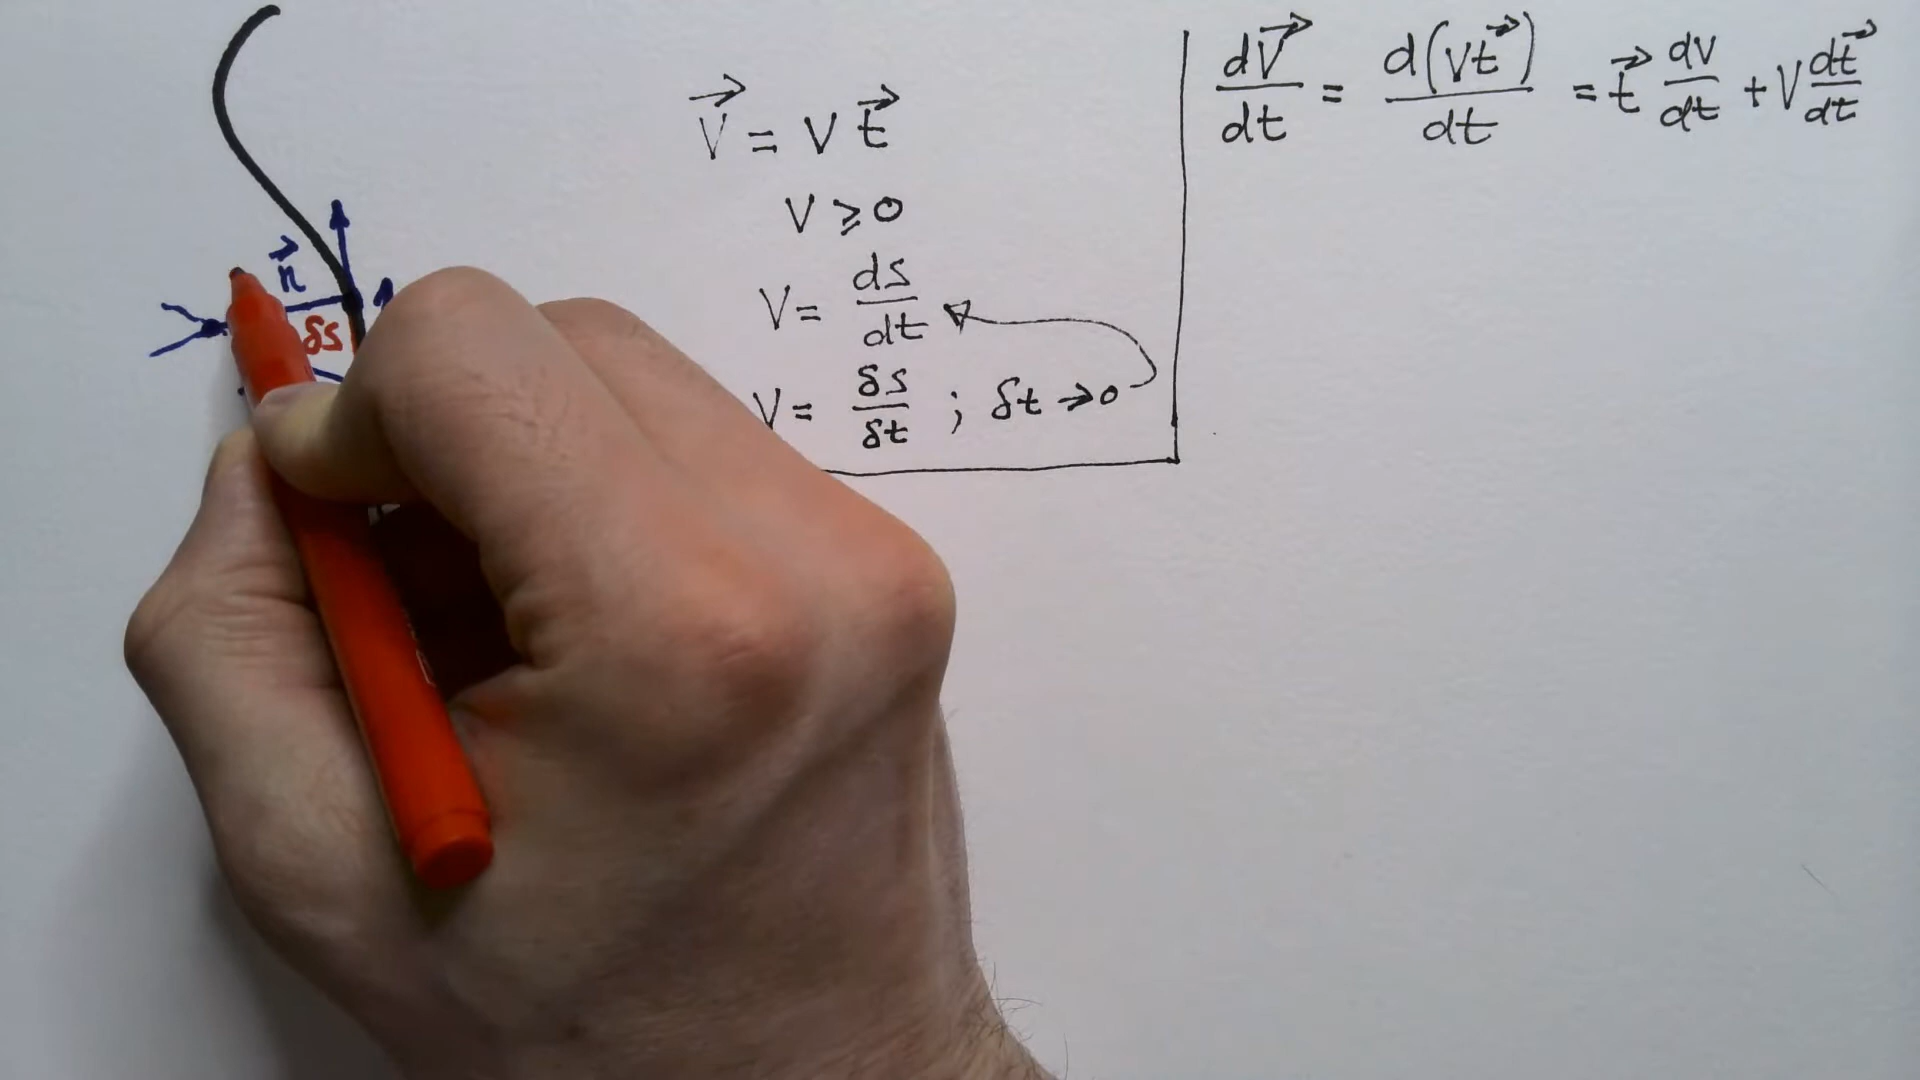 n⃗
δs
V⃗ = V t⃗
V ⩾ 0
V = ds/dt
V = δs/δt ; δt → 0
dV⃗/dt = d(Vt⃗)/dt = t⃗ dV/dt + V dt⃗/dt